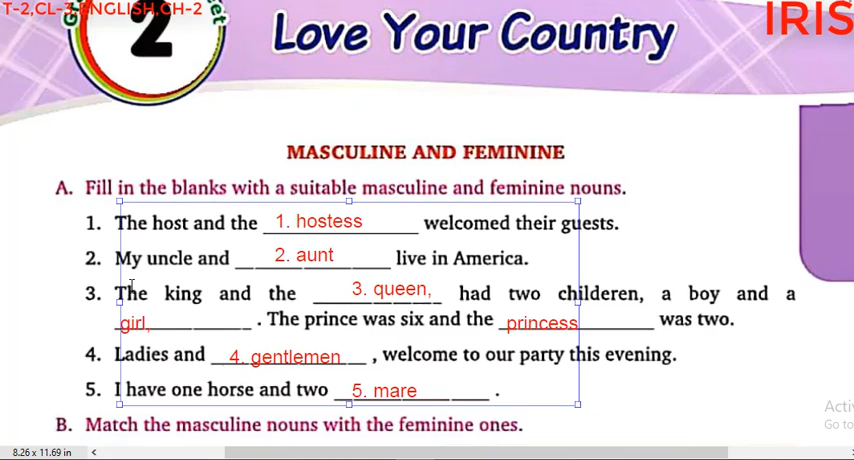 T-2,CL-3,ENGLISH,CH-2
IRIS
2
Love Your Country
MASCULINE AND FEMININE
A. Fill in the blanks with a suitable masculine and feminine nouns.
1. The host and the 1. hostess welcomed their guests.
2. My uncle and 2. aunt live in America.
3. The king and the 3. queen, had two childeren, a boy and a
girl, . The prince was six and the princess was two.
4. Ladies and 4. gentlemen , welcome to our party this evening.
5. I have one horse and two 5. mare .
B. Match the masculine nouns with the feminine ones.
Go to
8.26 x 11.69 in